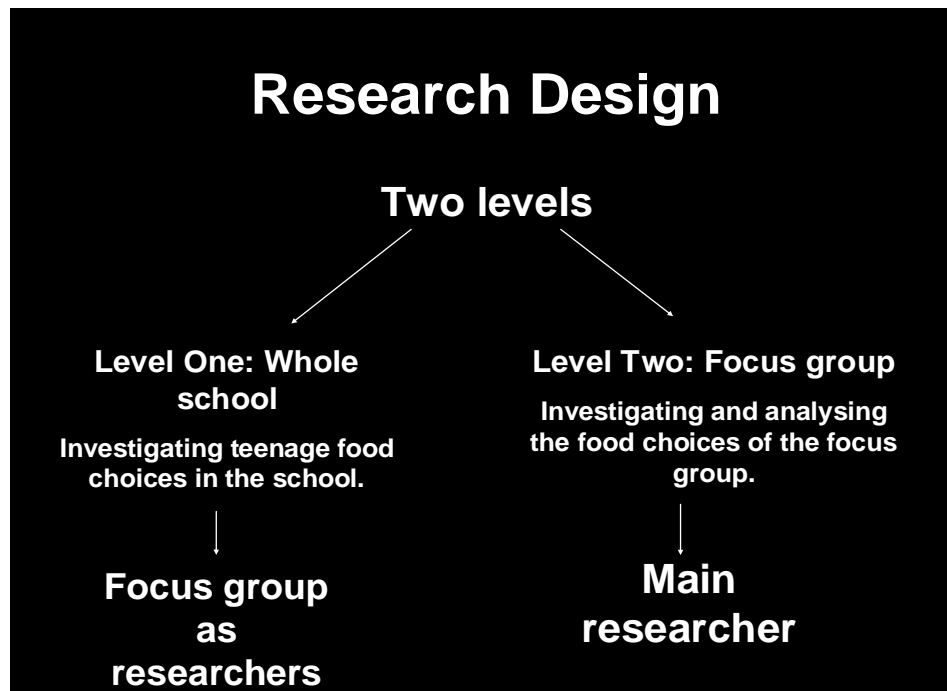 Research Design
Two levels
Level One: Whole
school
Investigating teenage food
choices in the school.
Focus group
as
researchers
Level Two: Focus group
Investigating and analysing
the food choices of the focus
group.
Main
researcher